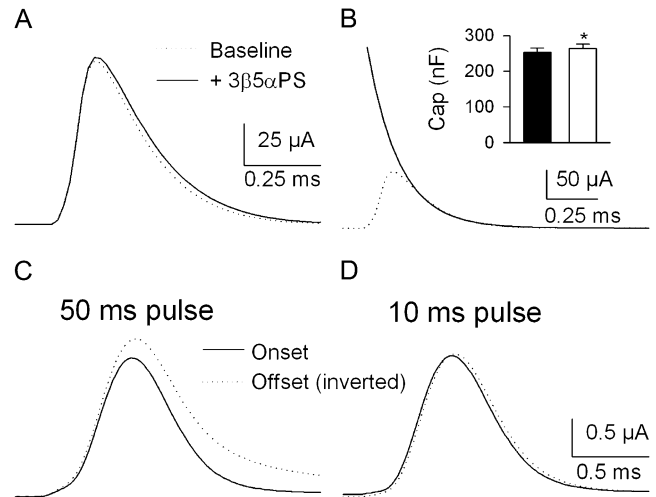 A
Baseline
+ 3β5αPS
25 µA
0.25 ms
B
Cap (nF)
300
200
100
0
*
50 µA
0.25 ms
C
50 ms pulse
Onset
Offset (inverted)
D
10 ms pulse
0.5 µA
0.5 ms